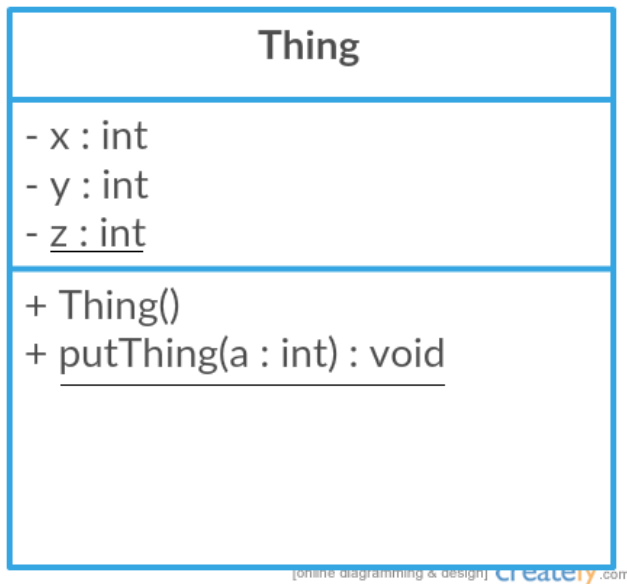 Thing
- x : int
- y : int
- z : int
+ Thing()
+ putThing(a : int) : void
[online diagramming & design] creately.com